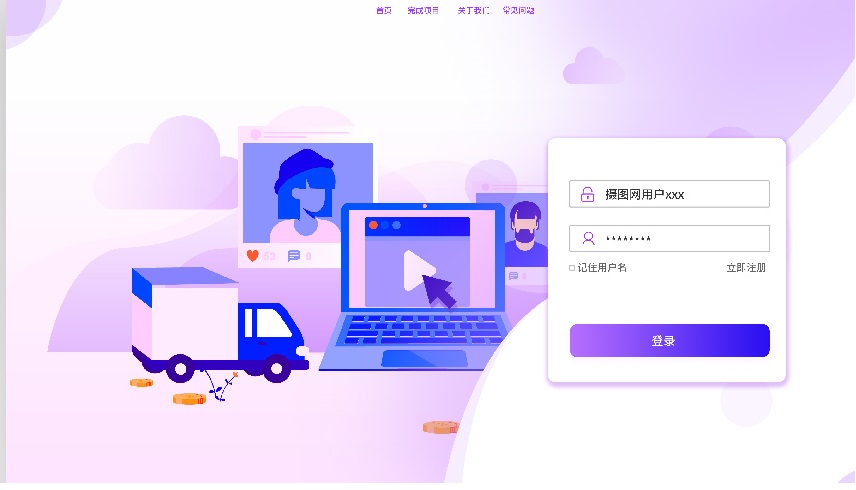 首页 完成项目 关于我们 常见问题
53
摄图网用户xxx
********
记住用户名 立即注册
登录